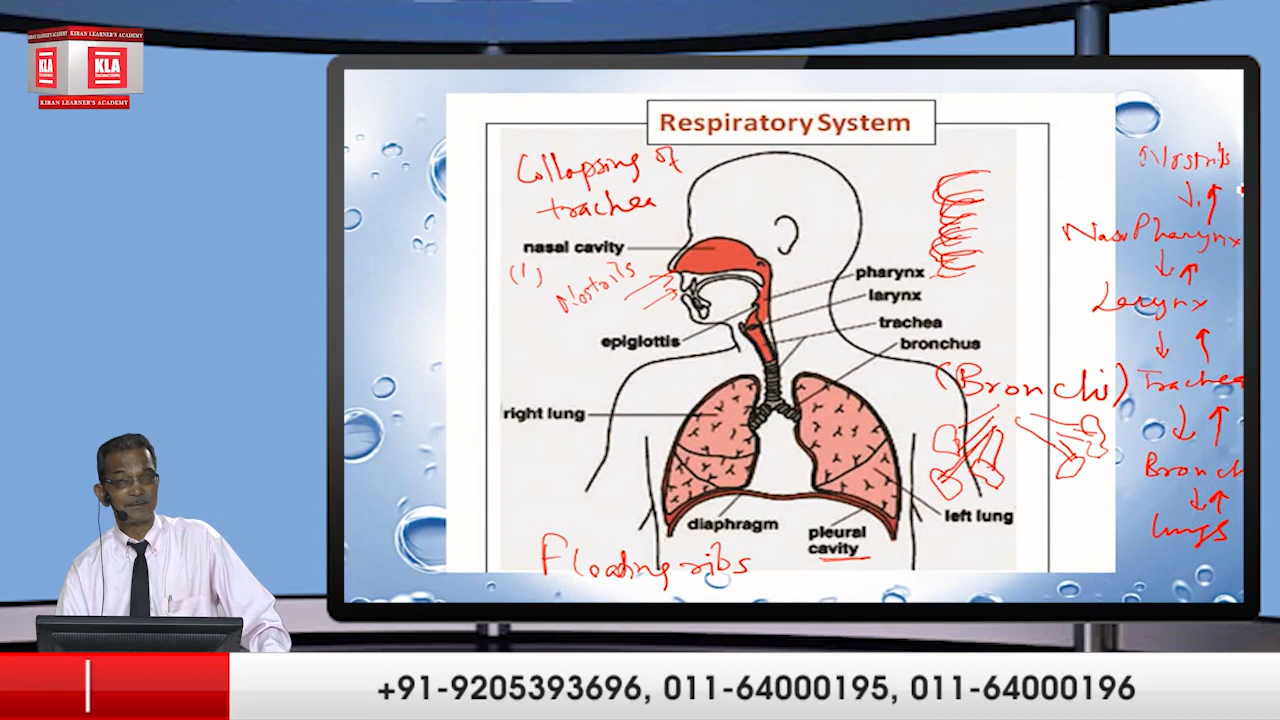 KIRAN LEARNER'S ACADEMY KIRAN LEARNER'S ACADEMY
KLA KLA
KIRAN LEARNER'S ACADEMY
Respiratory System
Collapsing of
trachea
nasal cavity
(1) Nostrils
epiglottis
right lung
pharynx
larynx
trachea
bronchus
left lung
diaphragm
pleural
cavity
Floating ribs
Nostrils
Naso Pharynx
Larynx
(Bronchi) Trachea
Bronch
lungs
+91-9205393696, 011-64000195, 011-64000196